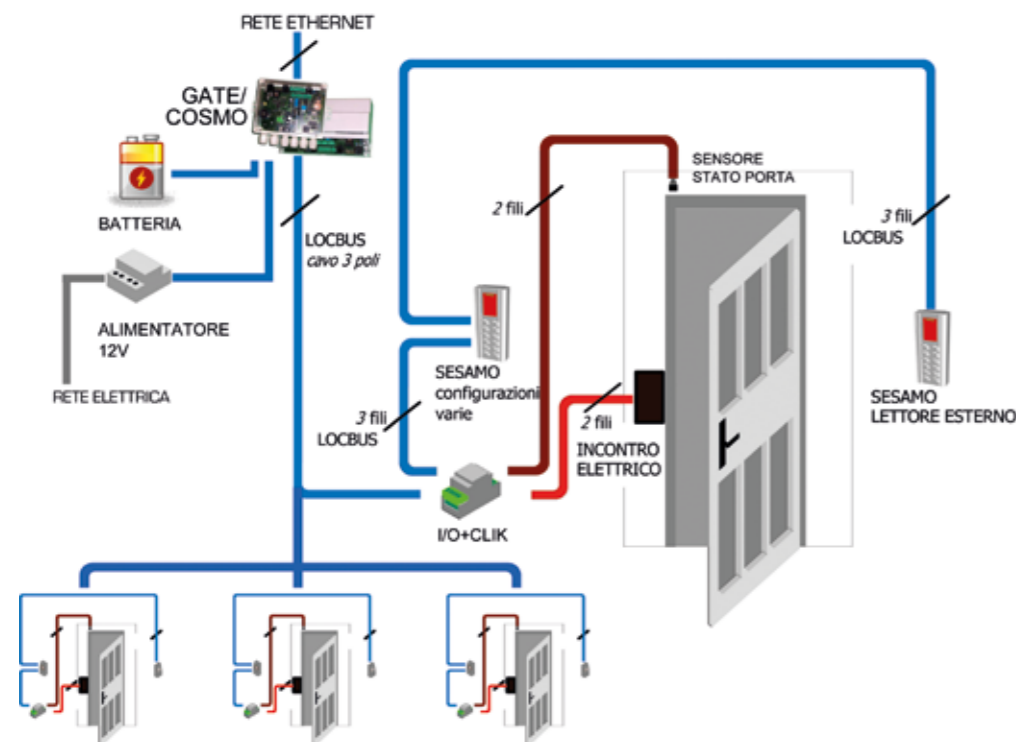 RETE ETHERNET
GATE/
COSMO
BATTERIA
LOCBUS
cavo 3 poli
ALIMENTATORE
12V
RETE ELETTRICA
2 fili
SENSORE
STATO PORTA
3 fili
LOCBUS
SESAMO
configurazioni
varie
3 fili
LOCBUS
2 fili
INCONTRO
ELETTRICO
SESAMO
LETTORE ESTERNO
I/O+CLIK